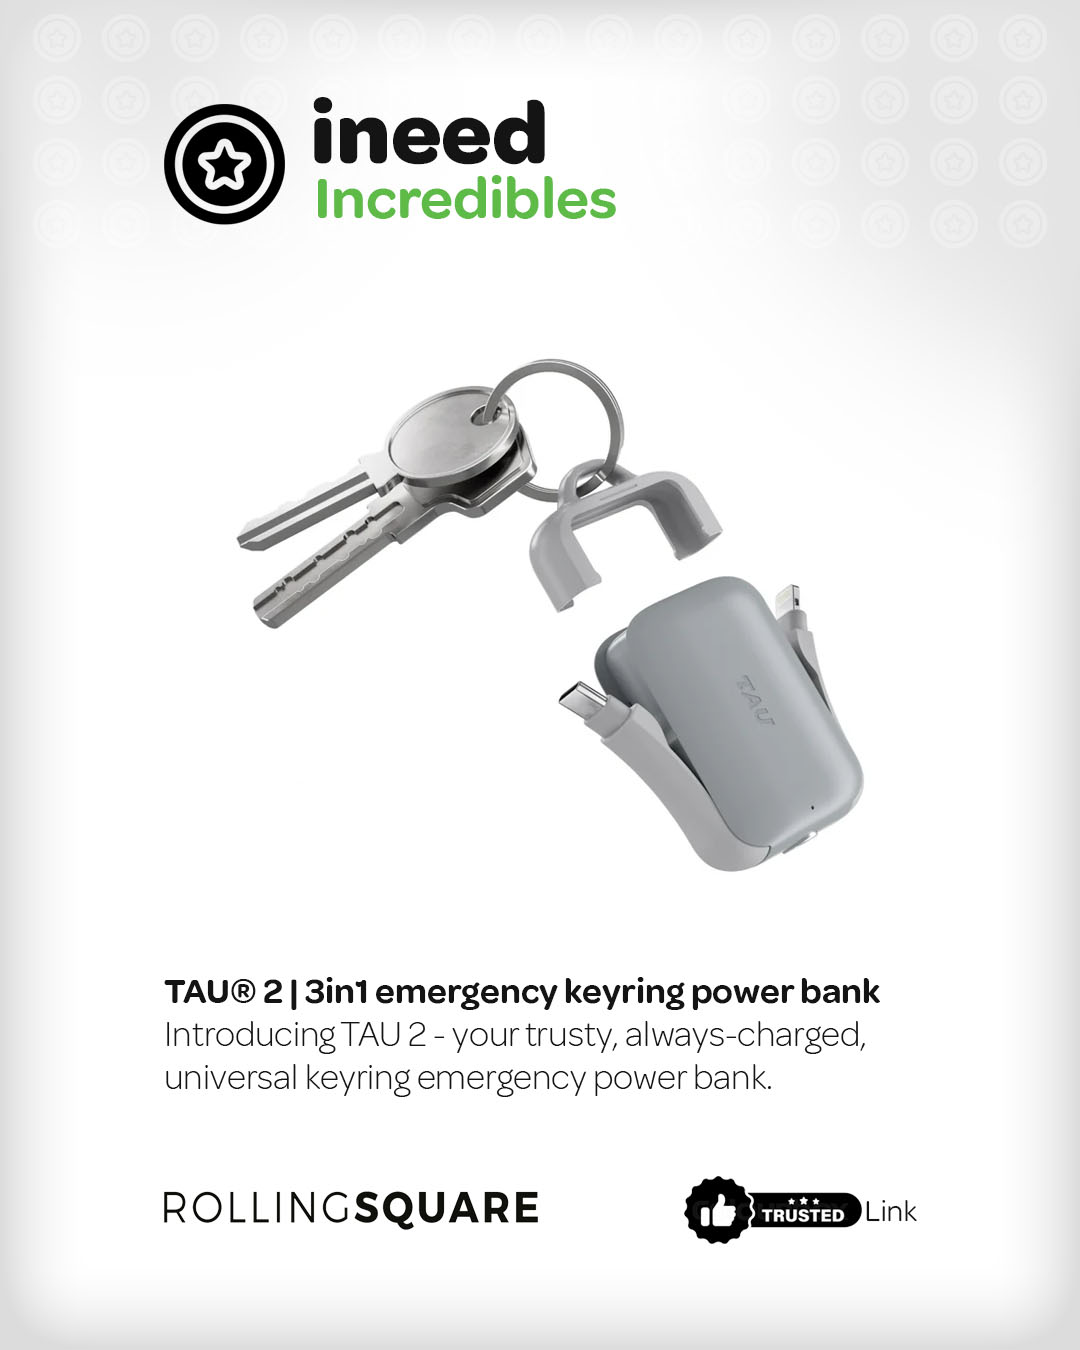 ineed
Incredibles
TAU
TAU® 2 | 3in1 emergency keyring power bank
Introducing TAU 2 - your trusty, always-charged,
universal keyring emergency power bank.
ROLLINGSQUARE
TRUSTED Link